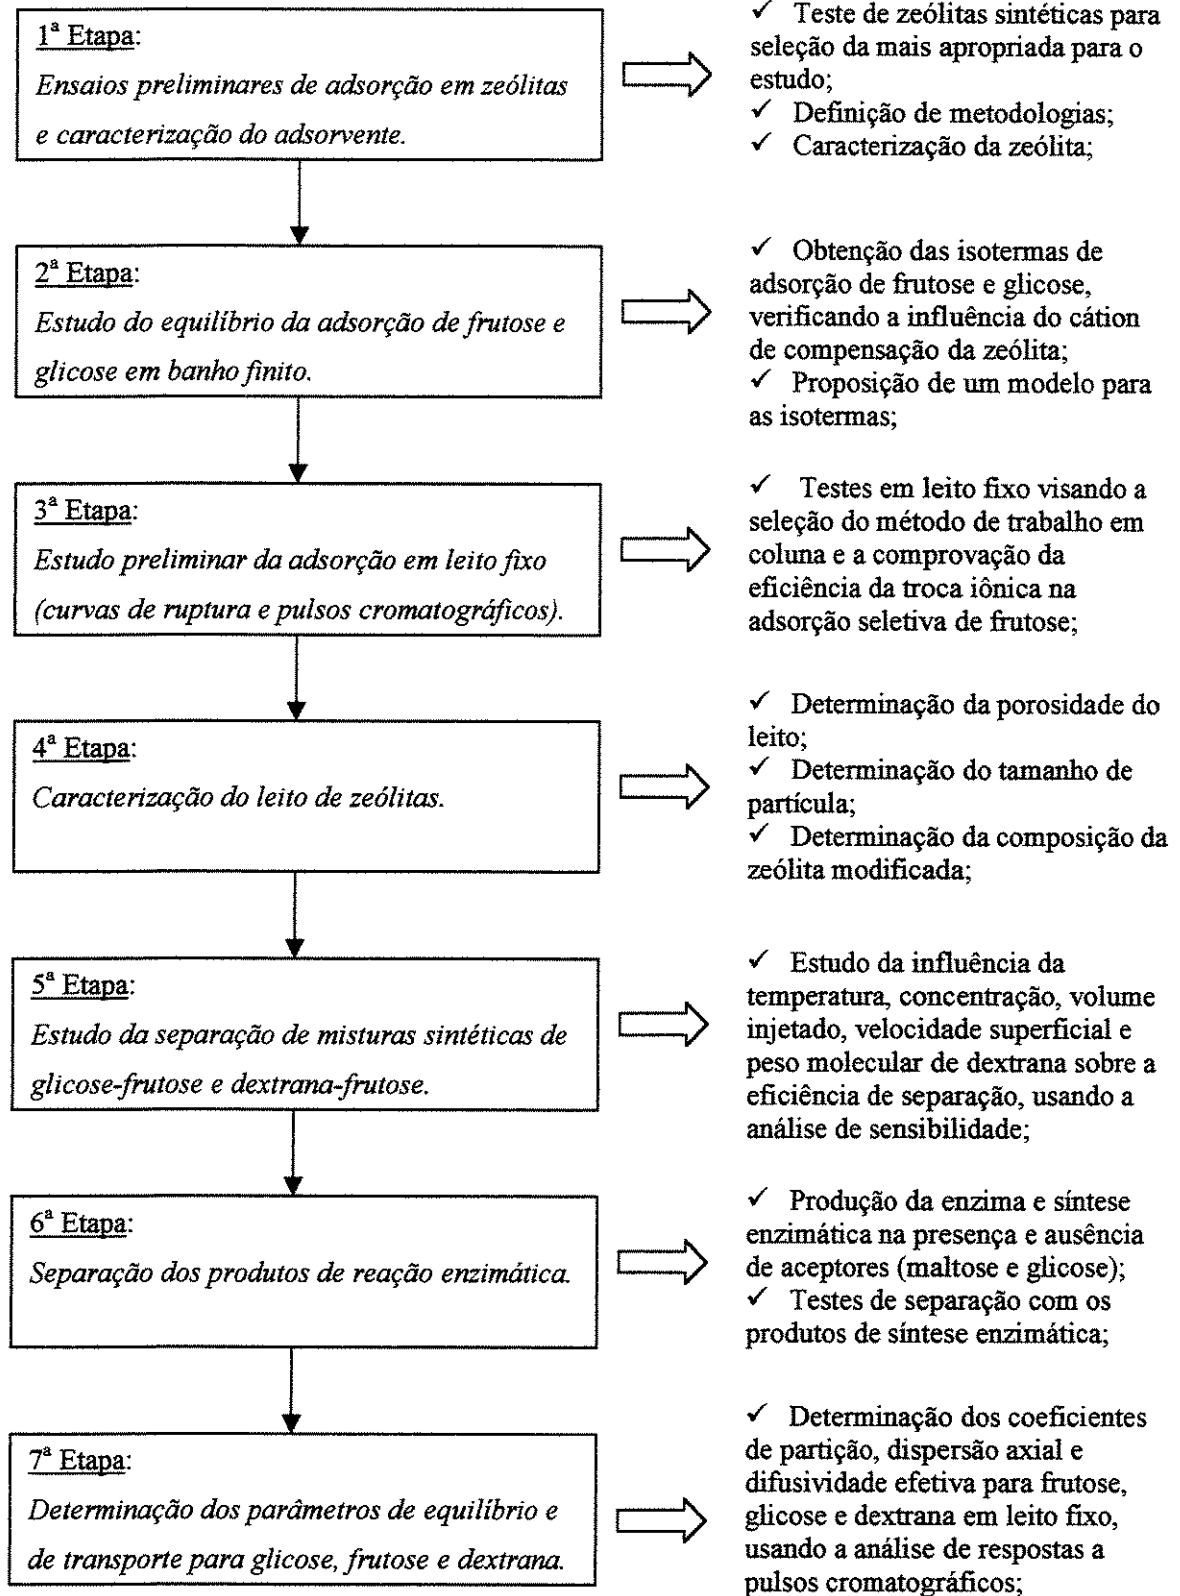 1ª Etapa:
Ensaios preliminares de adsorção em zeólitas
e caracterização do adsorvente.
✓ Teste de zeólitas sintéticas para
seleção da mais apropriada para o
estudo;
✓ Definição de metodologias;
✓ Caracterização da zeólita;
2ª Etapa:
Estudo do equilíbrio da adsorção de frutose e
glicose em banho finito.
✓ Obtenção das isotermas de
adsorção de frutose e glicose,
verificando a influência do cátion
de compensação da zeólita;
✓ Proposição de um modelo para
as isotermas;
3ª Etapa:
Estudo preliminar da adsorção em leito fixo
(curvas de ruptura e pulsos cromatográficos).
✓ Testes em leito fixo visando a
seleção do método de trabalho em
coluna e a comprovação da
eficiência da troca iônica na
adsorção seletiva de frutose;
4ª Etapa:
Caracterização do leito de zeólitas.
✓ Determinação da porosidade do
leito;
✓ Determinação do tamanho de
partícula;
✓ Determinação da composição da
zeólita modificada;
5ª Etapa:
Estudo da separação de misturas sintéticas de
glicose-frutose e dextrana-frutose.
✓ Estudo da influência da
temperatura, concentração, volume
injetado, velocidade superficial e
peso molecular de dextrana sobre a
eficiência de separação, usando a
análise de sensibilidade;
6ª Etapa:
Separação dos produtos de reação enzimática.
✓ Produção da enzima e síntese
enzimática na presença e ausência
de aceptores (maltose e glicose);
✓ Testes de separação com os
produtos de síntese enzimática;
7ª Etapa:
Determinação dos parâmetros de equilíbrio e
de transporte para glicose, frutose e dextrana.
✓ Determinação dos coeficientes
de partição, dispersão axial e
difusividade efetiva para frutose,
glicose e dextrana em leito fixo,
usando a análise de respostas a
pulsos cromatográficos;